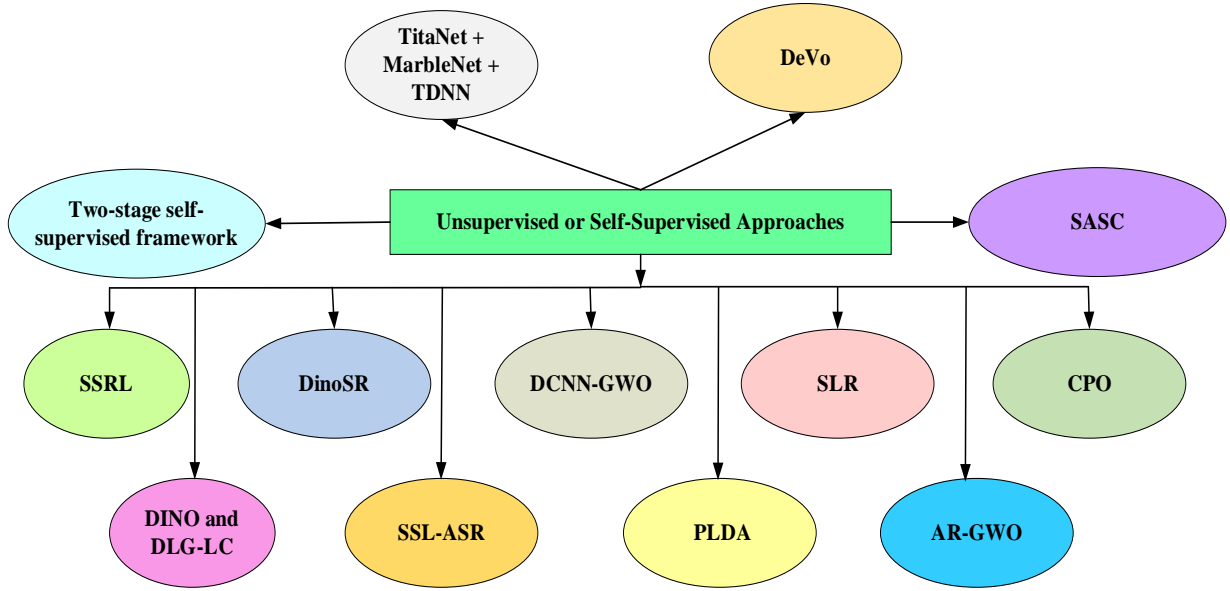 TitaNet +
MarbleNet +
TDNN
DeVo
Two-stage self-
supervised framework
Unsupervised or Self-Supervised Approaches
SASC
SSRL
DinoSR
DCNN-GWO
SLR
CPO
DINO and
DLG-LC
SSL-ASR
PLDA
AR-GWO